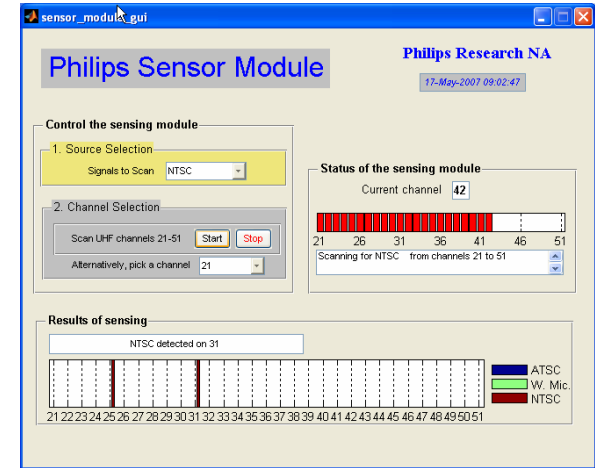 sensor_module_gui
Philips Sensor Module
Philips Research NA
17-May-2007 09:02:47
Control the sensing module
1. Source Selection
Signals to Scan NTSC
2. Channel Selection
Scan UHF channels 21-51 Start Stop
Alternatively, pick a channel 21
Status of the sensing module
Current channel 42
21 26 31 36 41 46 51
Scanning for NTSC from channels 21 to 51
Results of sensing
NTSC detected on 31
ATSC
W. Mic.
NTSC
21 22 23 24 25 26 27 28 29 30 31 32 33 34 35 36 37 38 39 40 41 42 43 44 45 46 47 48 49 50 51